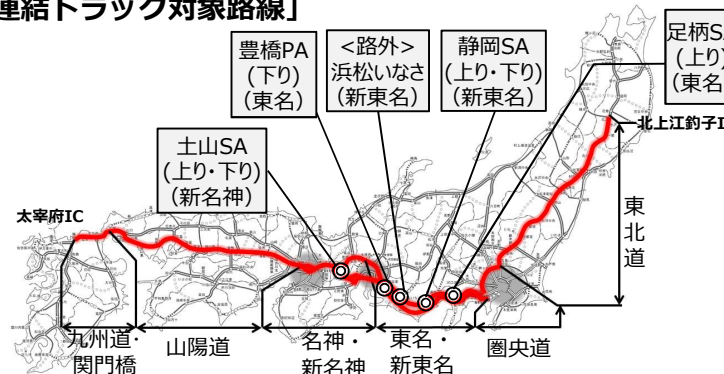 連結トラック対象路線］
豊橋PA
(下り)
(東名)
<路外>
浜松いなさ
(新東名)
静岡SA
(上り・下り)
(新東名)
足柄S
(上り)
(東名
土山SA
(上り・下り)
(新名神)
北上江釣子I
太宰府IC
東北道
九州道・
関門橋
山陽道
名神・
新名神
東名・
新東名
圏央道